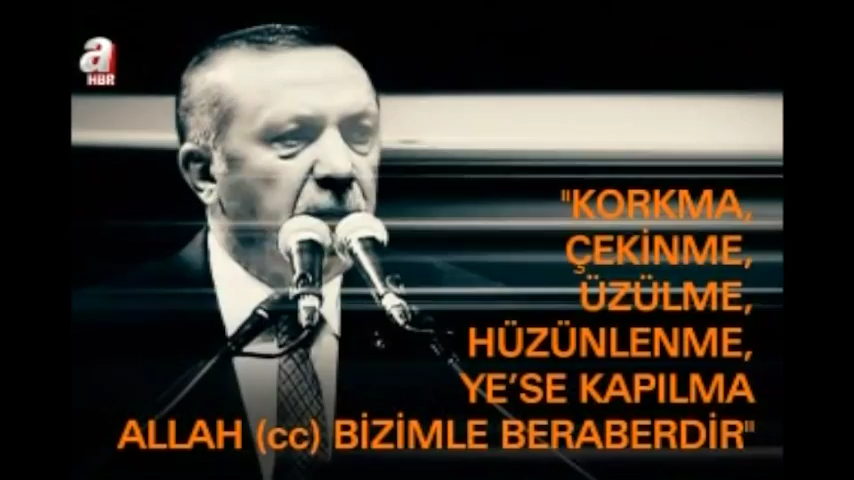 a
HBR
"KORKMA,
ÇEKİNME,
ÜZÜLME,
HÜZÜNLENME,
YE'SE KAPILMA
ALLAH (cc) BİZİMLE BERABERDİR"